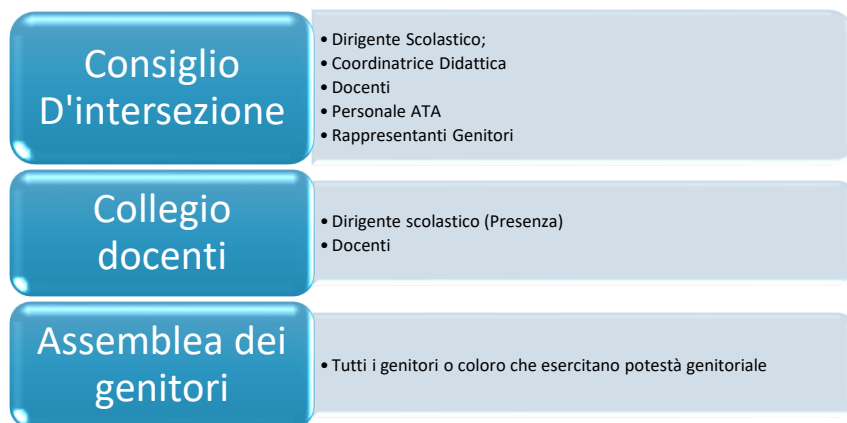 Consiglio
D'intersezione
• Dirigente Scolastico;
• Coordinatrice Didattica
• Docenti
• Personale ATA
• Rappresentanti Genitori
Collegio
docenti
• Dirigente scolastico (Presenza)
• Docenti
Assemblea dei
genitori
• Tutti i genitori o coloro che esercitano potestà genitoriale